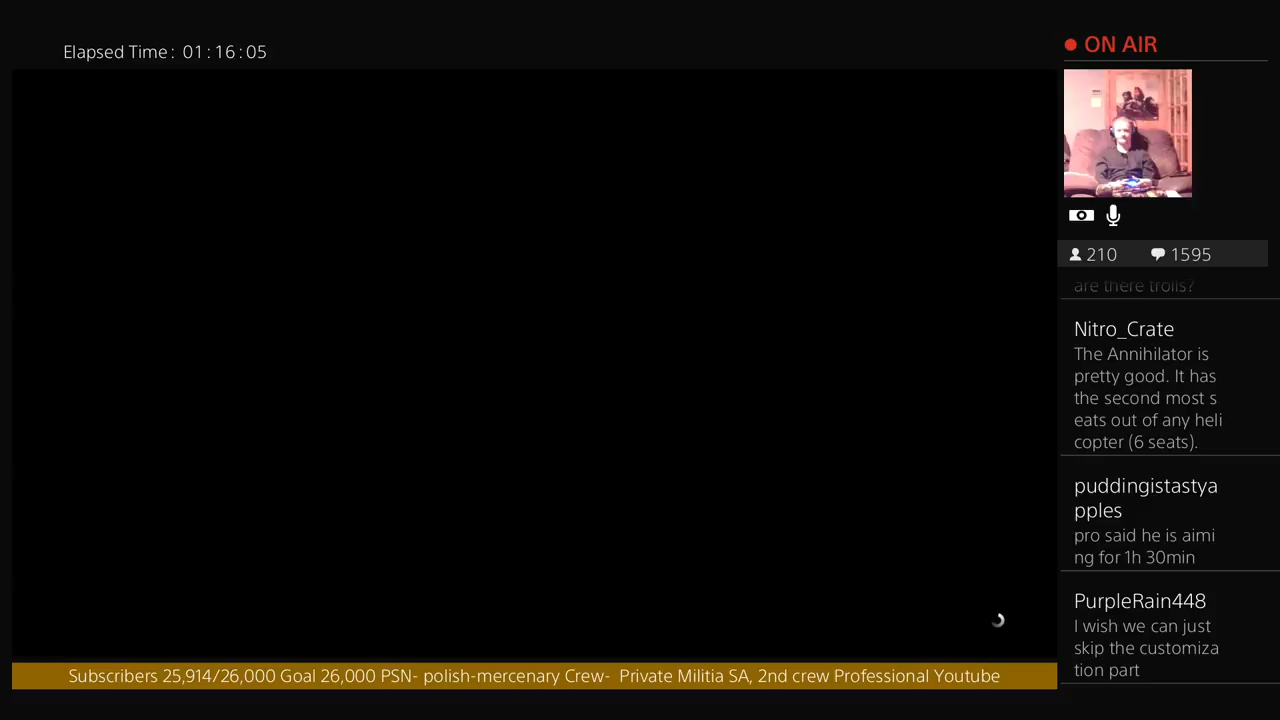 Elapsed Time: 01:16:05
ON AIR
210 1595
are there trolls?
Nitro_Crate
The Annihilator is
pretty good. It has
the second most s
eats out of any heli
copter (6 seats).
puddingistastya
pples
pro said he is aimi
ng for 1h 30min
PurpleRain448
I wish we can just
skip the customiza
tion part
Subscribers 25,914/26,000 Goal 26,000 PSN- polish-mercenary Crew- Private Militia SA, 2nd crew Professional Youtube